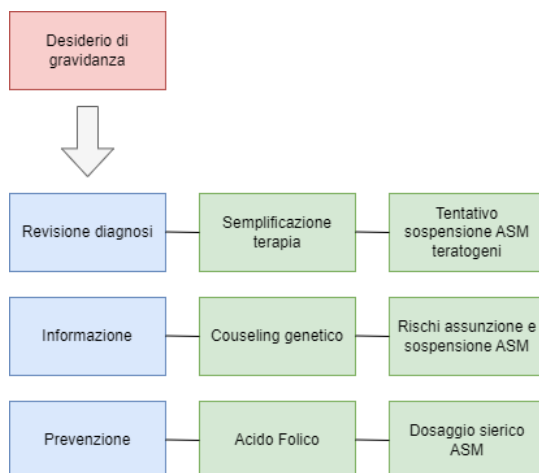 Desiderio di
gravidanza
Revisione diagnosi
Semplificazione
terapia
Tentativo
sospensione ASM
teratogeni
Informazione
Couseling genetico
Rischi assunzione e
sospensione ASM
Prevenzione
Acido Folico
Dosaggio sierico
ASM